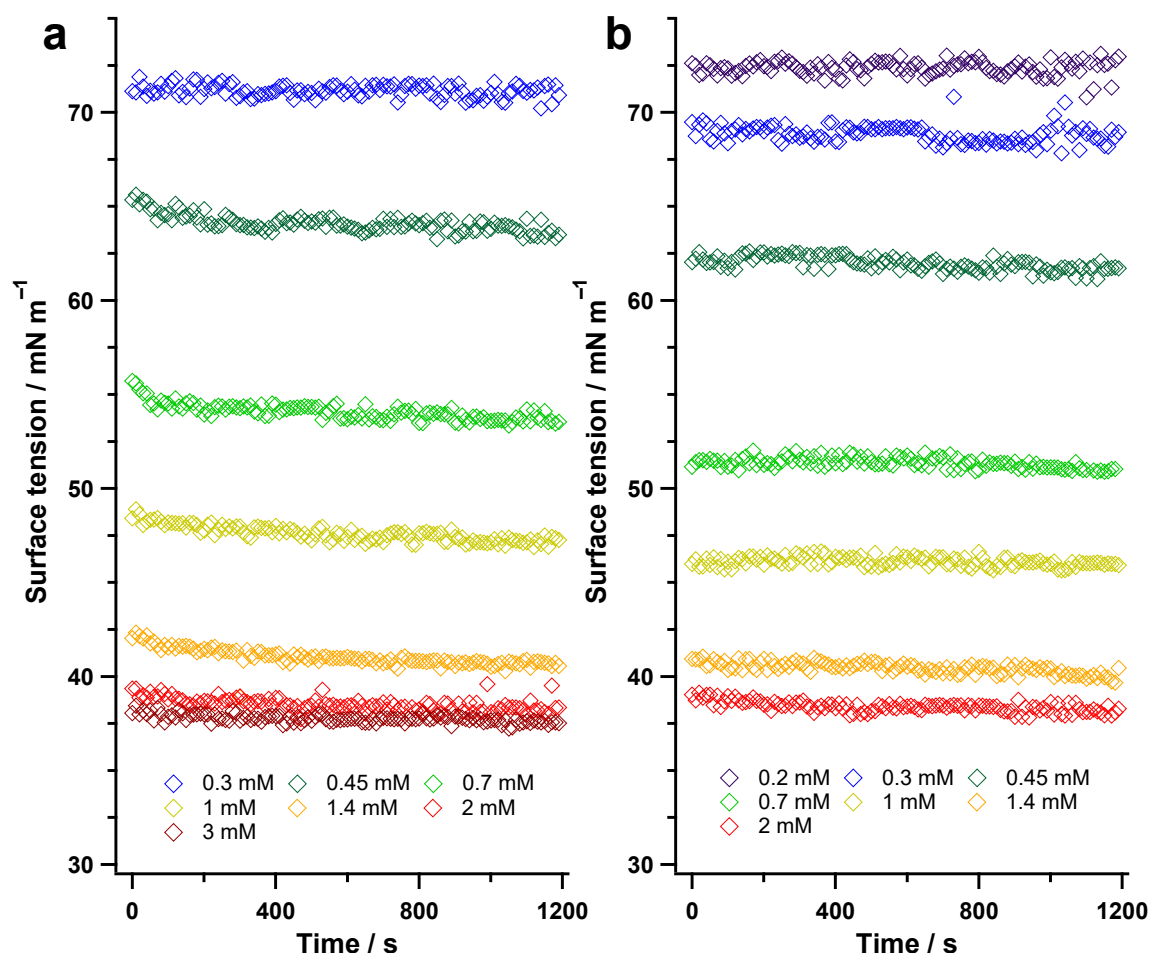 a
Surface tension / mN m⁻¹
70
60
50
40
30
0.3 mM 0.45 mM 0.7 mM
1 mM 1.4 mM 2 mM
3 mM
0 400 800 1200
Time / s
b
Surface tension / mN m⁻¹
70
60
50
40
30
0.2 mM 0.3 mM 0.45 mM
0.7 mM 1 mM 1.4 mM
2 mM
0 400 800 1200
Time / s